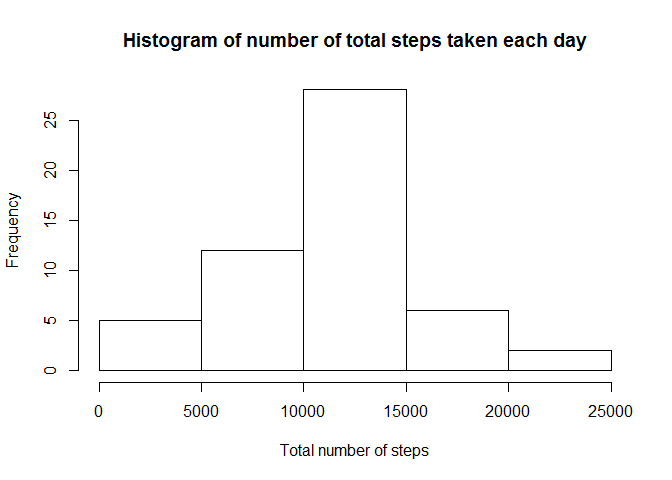 Histogram of number of total steps taken each day
Frequency
25
20
15
10
5
0
0 5000 10000 15000 20000 25000
Total number of steps